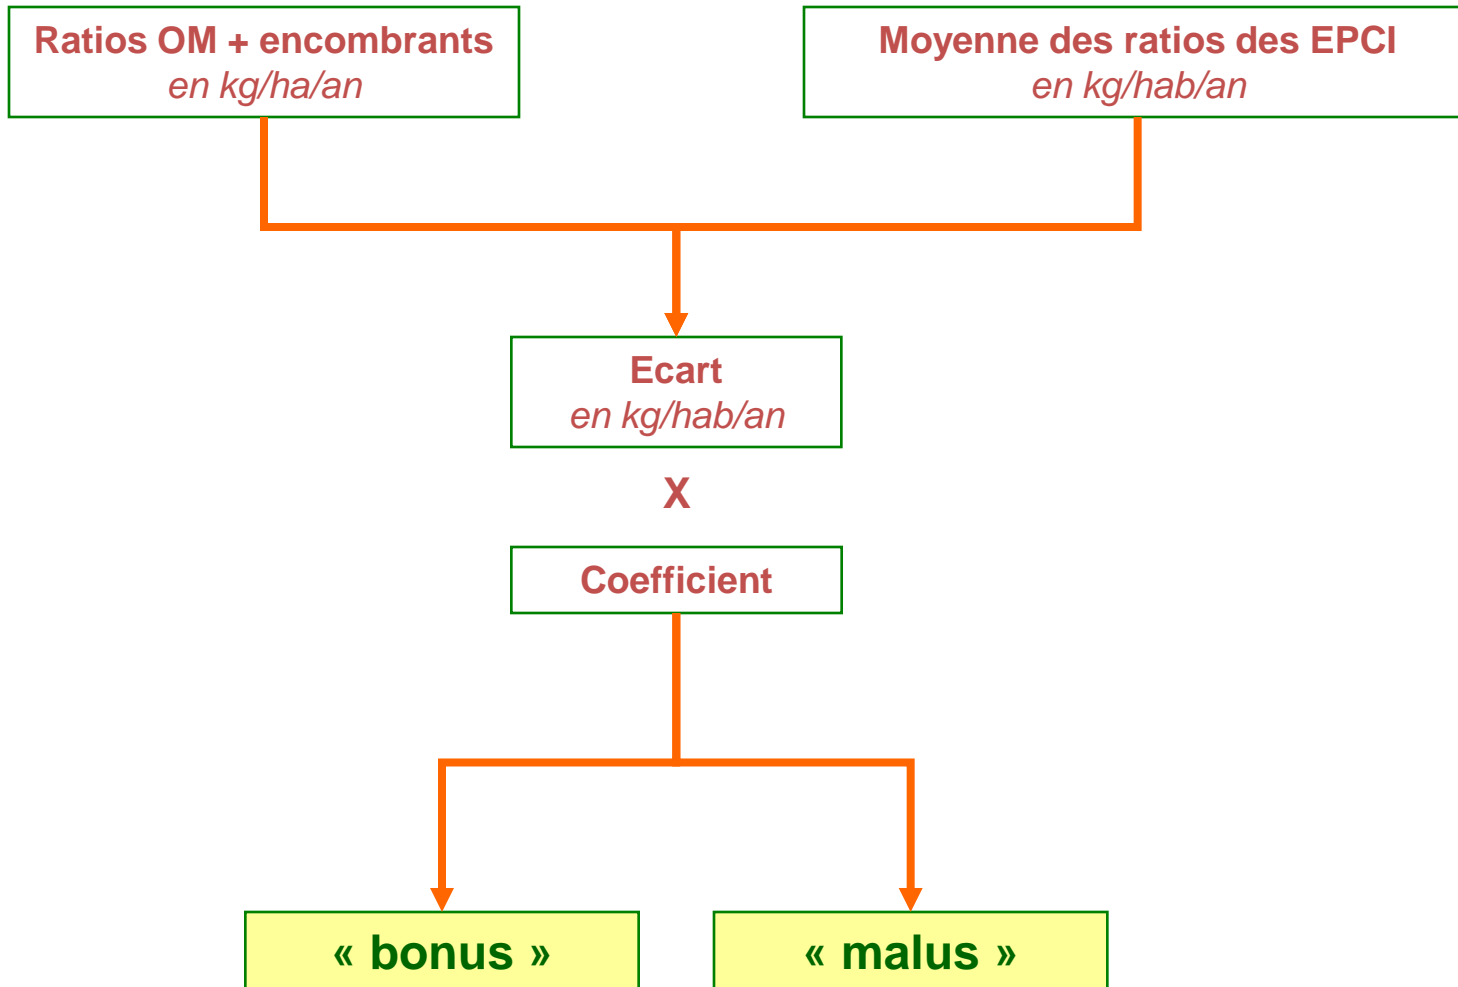 Ratios OM + encombrants
en kg/ha/an
Moyenne des ratios des EPCI
en kg/hab/an
Ecart
en kg/hab/an
X
Coefficient
« bonus »
« malus »